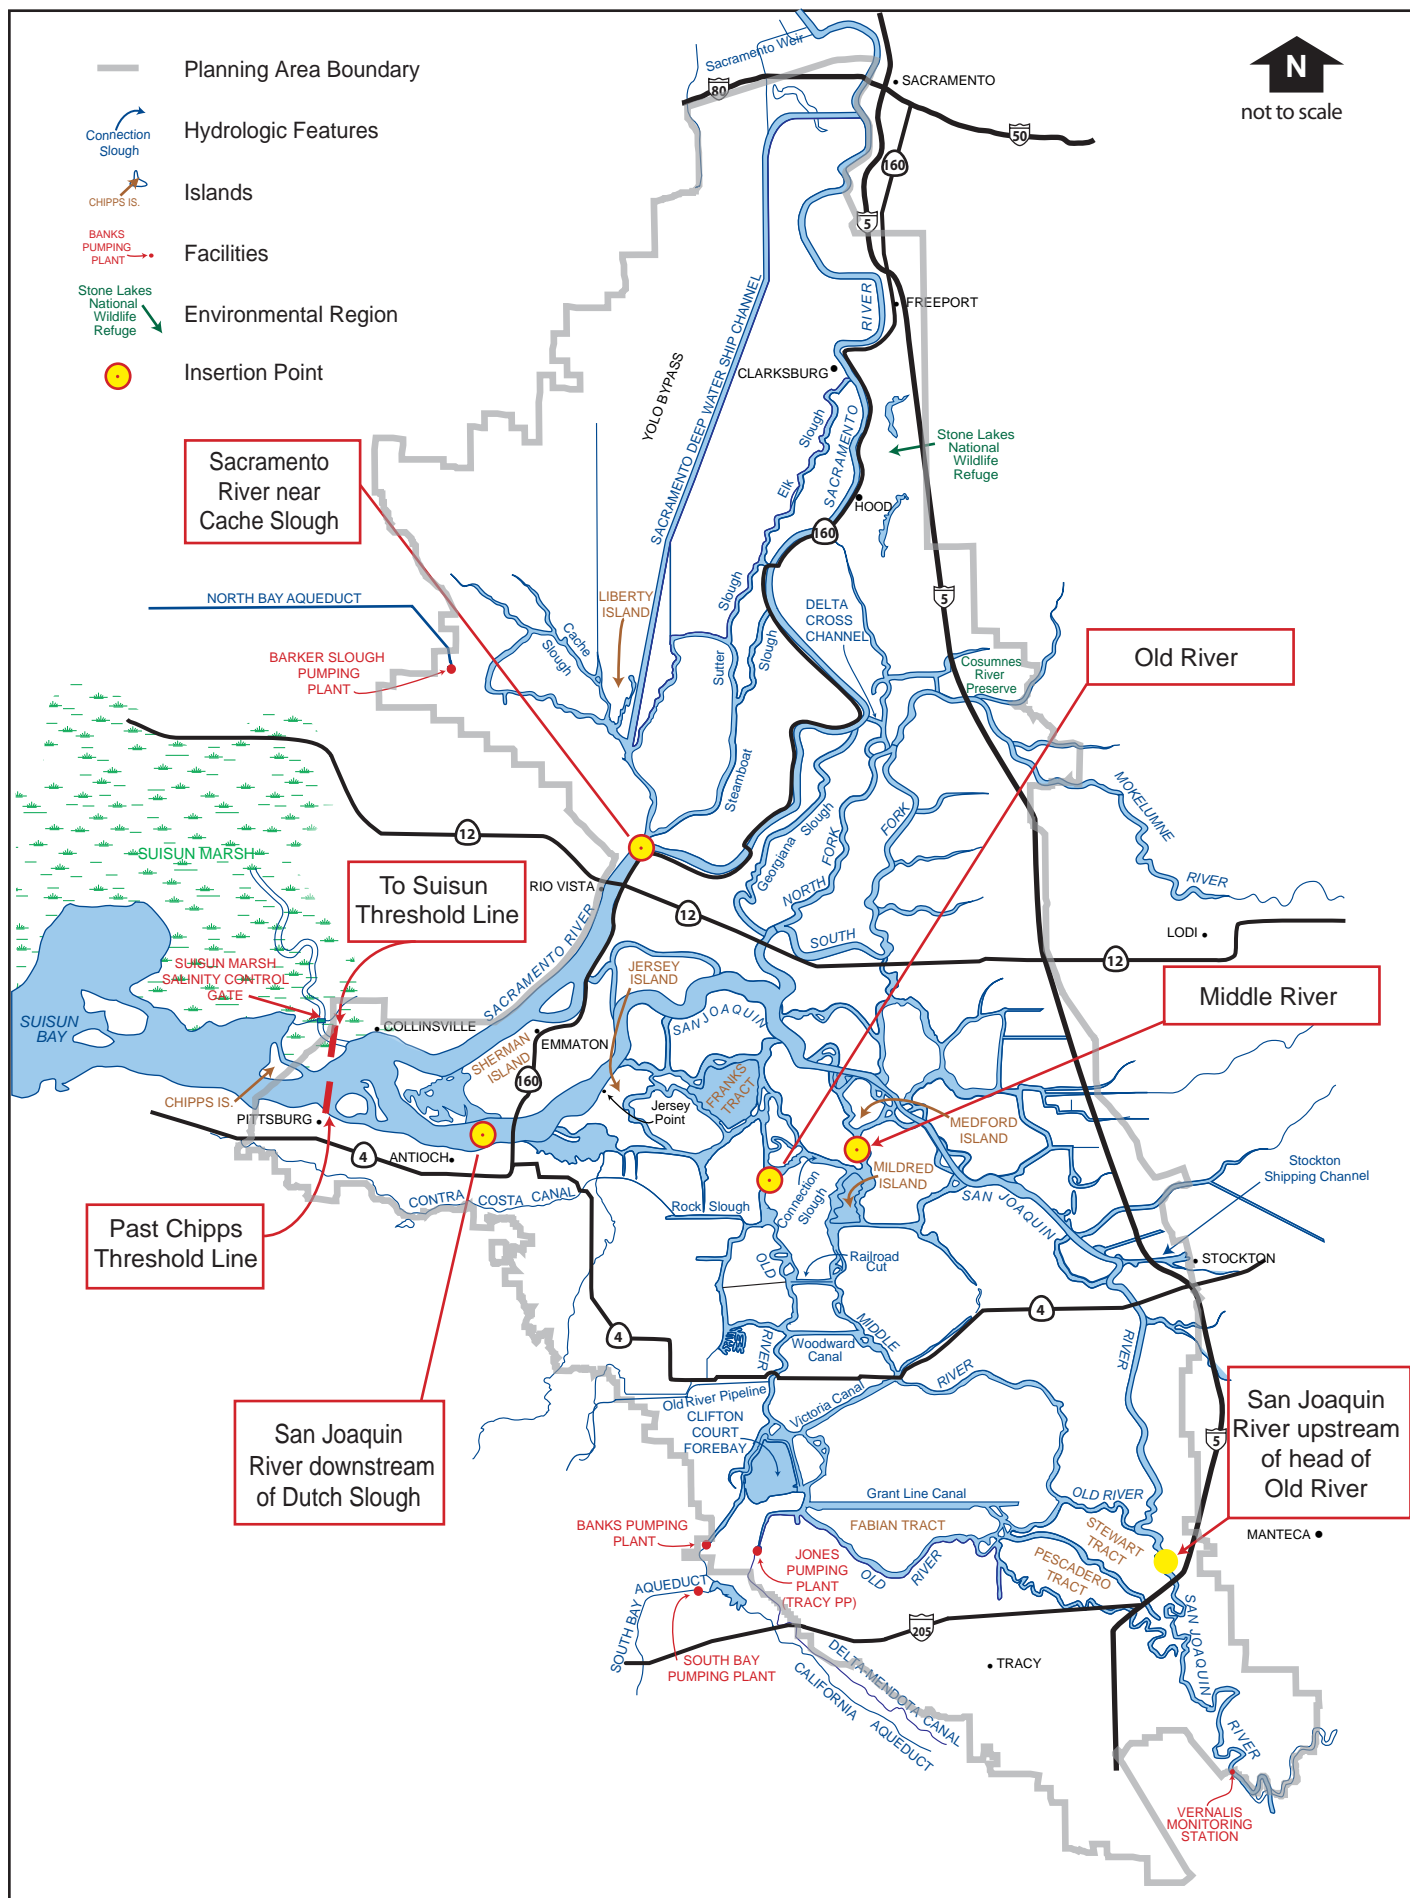 Planning Area Boundary
Connection
Slough
Hydrologic Features
CHIPPS IS.
Islands
BANKS
PUMPING
PLANT
Facilities
Stone Lakes
National
Wildlife
Refuge
Environmental Region
Insertion Point
N
not to scale
Sacramento Weir
80
SACRAMENTO
50
160
5
FREEPORT
RIVER
SACRAMENTO DEEP WATER SHIP CHANNEL
YOLO BYPASS
CLARKSBURG
Elk
Slough
SACRAMENTO
Stone Lakes
National
Wildlife
Refuge
HOOD
160
Sacramento
River near
Cache Slough
NORTH BAY AQUEDUCT
BARKER SLOUGH
PUMPING
PLANT
Cache
Slough
LIBERTY
ISLAND
Sutter
Slough
Steamboat
Slough
DELTA
CROSS
CHANNEL
5
Cosumnes
River
Preserve
Old River
MOKELUMNE
RIVER
12
SUISUN MARSH
To Suisun
Threshold Line
RIO VISTA
12
Georgiana Slough
NORTH
FORK
SOUTH
FORK
LODI
12
SUISUN MARSH
SALINITY CONTROL
GATE
SUISUN
BAY
SACRAMENTO RIVER
JERSEY
ISLAND
SAN JOAQUIN
Middle River
COLLINSVILLE
SHERMAN
ISLAND
EMMATON
160
CHIPPS IS.
PITTSBURG
4
ANTIOCH
Jersey
Point
FRANKS
TRACT
MEDFORD
ISLAND
MILDRED
ISLAND
Connection
Slough
CONTRA COSTA CANAL
Rock Slough
SAN JOAQUIN
Stockton
Shipping Channel
Past Chipps
Threshold Line
OLD
RIVER
Railroad
Cut
STOCKTON
4
4
MIDDLE
RIVER
Woodward
Canal
RIVER
Old River Pipeline
Victoria Canal
CLIFTON
COURT
FOREBAY
San Joaquin
River downstream
of Dutch Slough
San Joaquin
River upstream
of head of
Old River
5
Grant Line Canal
OLD RIVER
BANKS PUMPING
PLANT
FABIAN TRACT
STEWART
TRACT
MANTECA
JONES
PUMPING
PLANT
(TRACY PP)
OLD
RIVER
PESCADERO
TRACT
SOUTH BAY AQUEDUCT
SOUTH BAY
PUMPING PLANT
205
TRACY
SAN JOAQUIN
RIVER
DELTA-MENDOTA CANAL
CALIFORNIA AQUEDUCT
VERNALIS
MONITORING
STATION